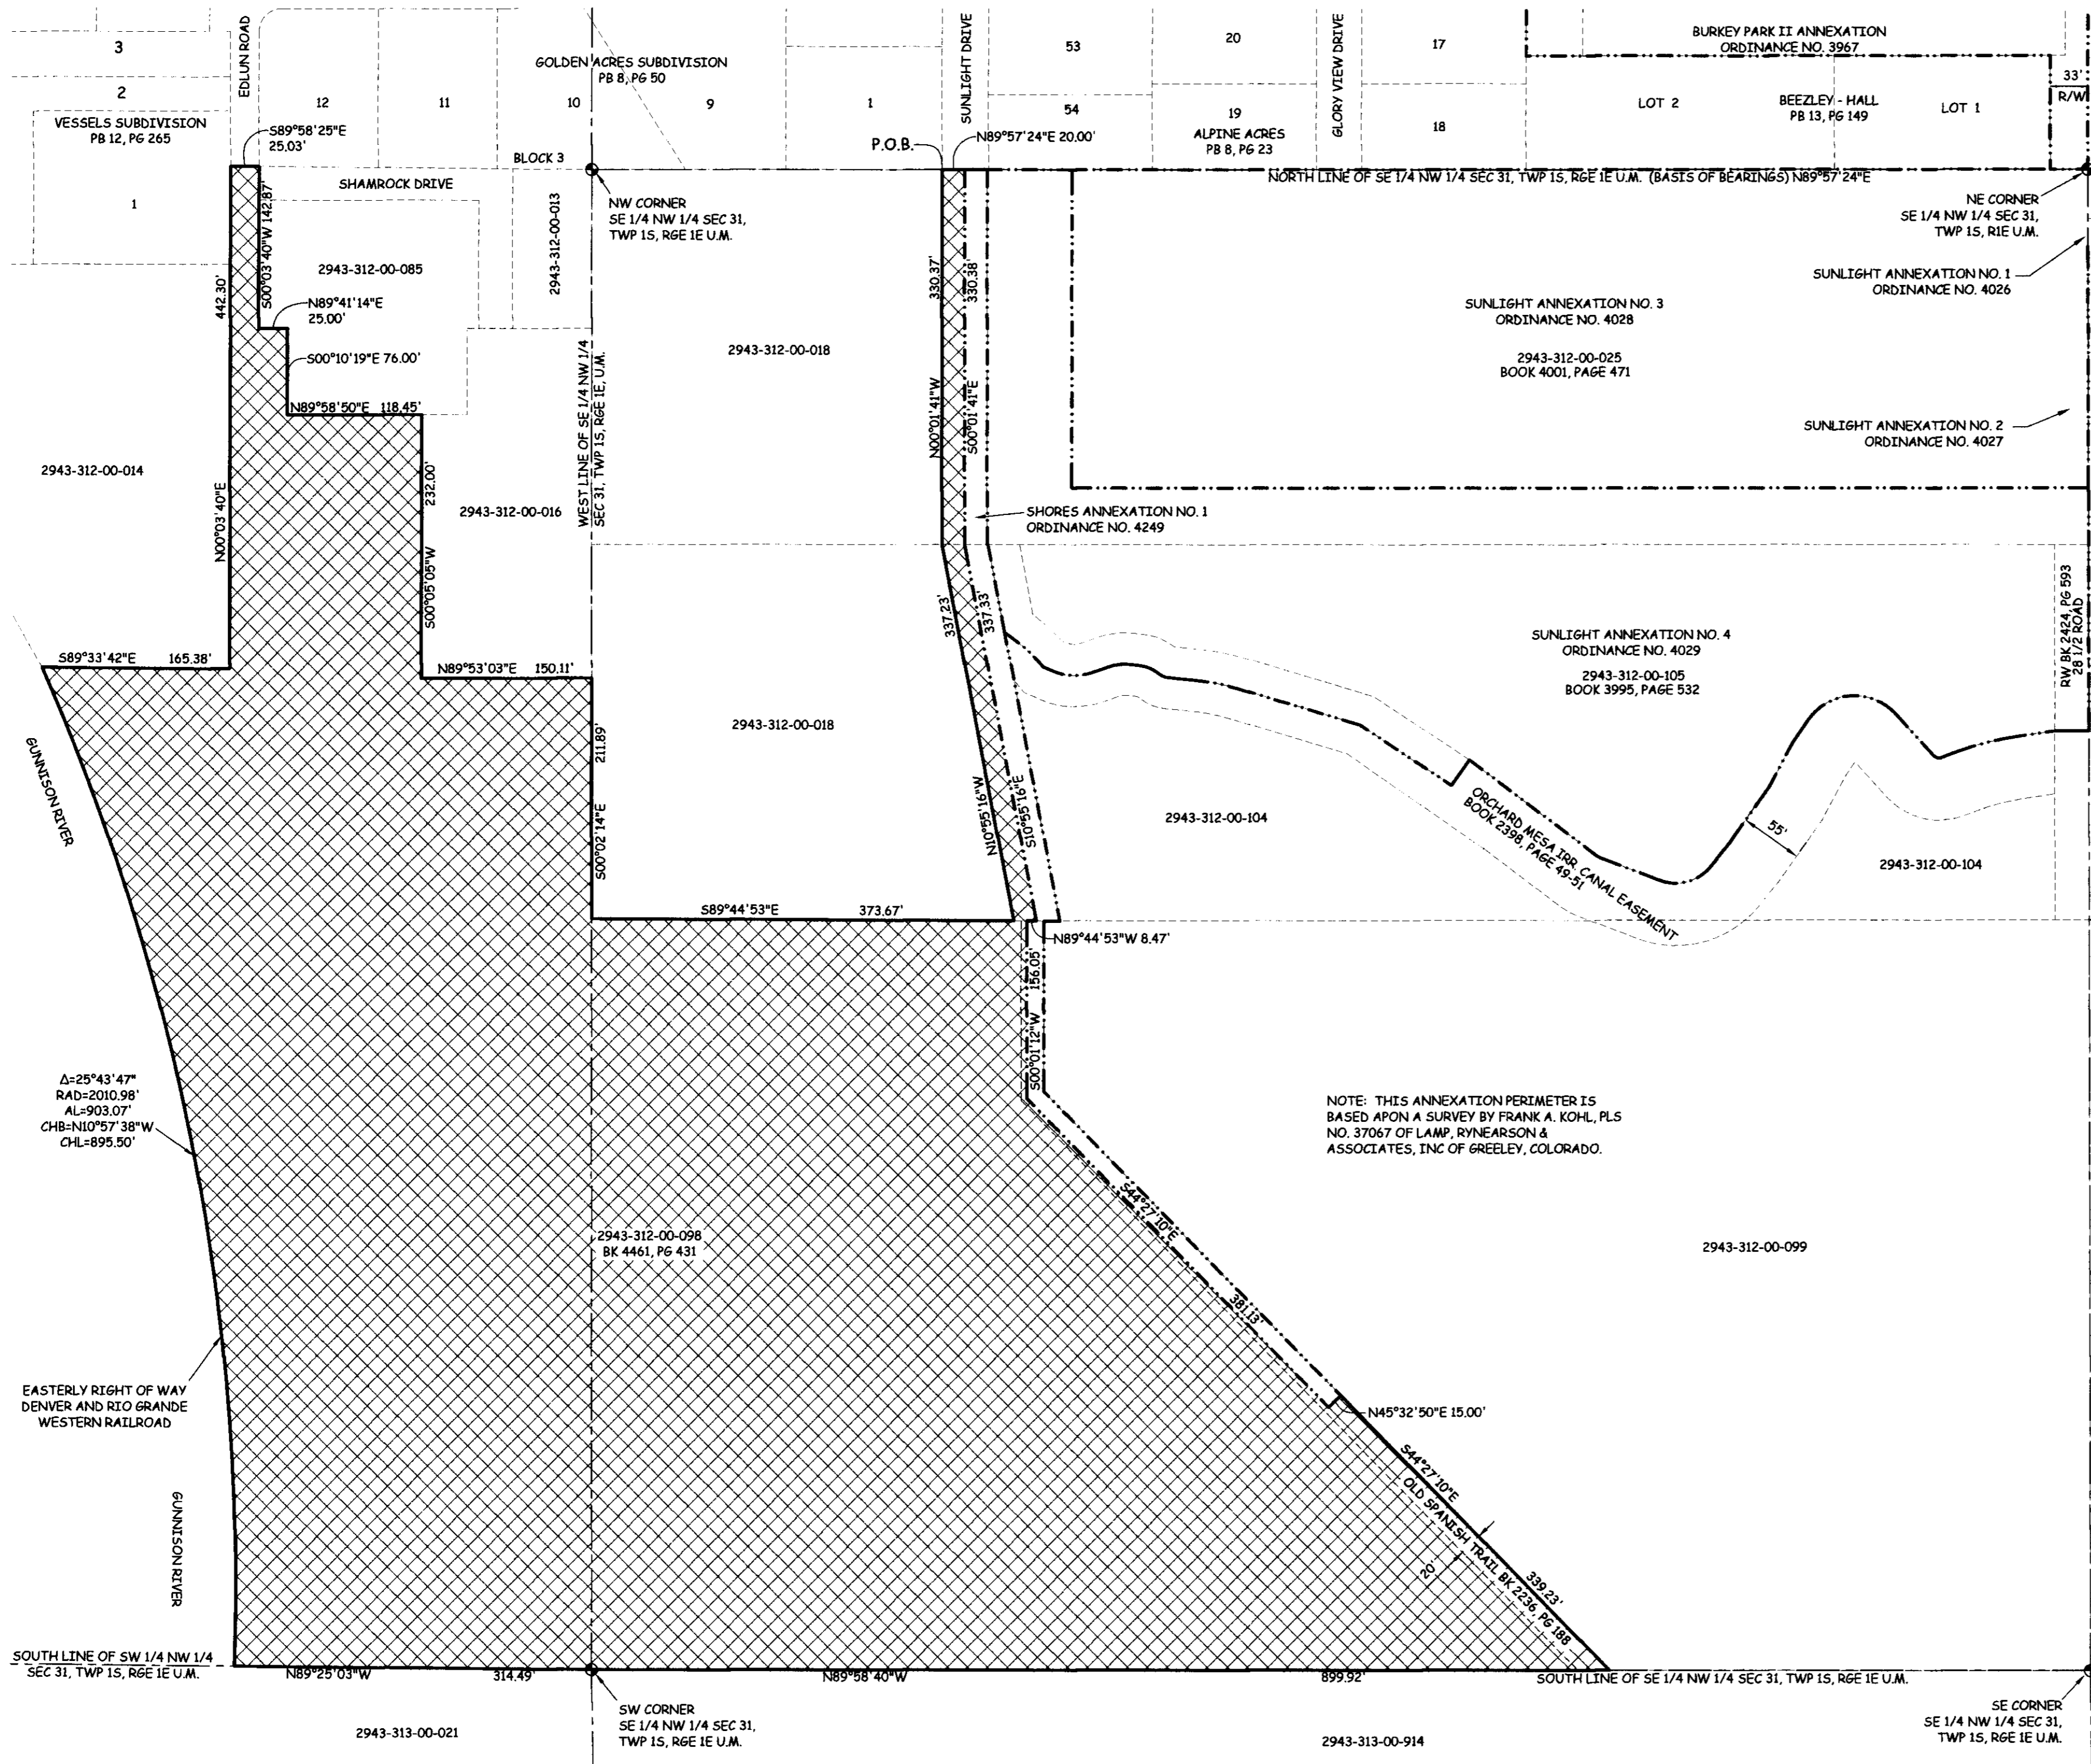 3
2
VESSELS SUBDIVISION
PB 12, PG 265
1
EDLUN ROAD
S89°58'25"E
25.03'
12
11
10
GOLDEN ACRES SUBDIVISION
PB 8, PG 50
9
1
BLOCK 3
SHAMROCK DRIVE
P.O.B.
SUNLIGHT DRIVE
N89°57'24"E 20.00'
53
54
20
19
ALPINE ACRES
PB 8, PG 23
GLORY VIEW DRIVE
17
18
BURKEY PARK II ANNEXATION
ORDINANCE NO. 3967
LOT 2
BEEZLEY - HALL
PB 13, PG 149
LOT 1
33'
R/W
NORTH LINE OF SE 1/4 NW 1/4 SEC 31, TWP 1S, RGE 1E U.M. (BASIS OF BEARINGS) N89°57'24"E
NW CORNER
SE 1/4 NW 1/4 SEC 31,
TWP 1S, RGE 1E U.M.
NE CORNER
SE 1/4 NW 1/4 SEC 31,
TWP 1S, R1E U.M.
SUNLIGHT ANNEXATION NO. 1
ORDINANCE NO. 4026
SUNLIGHT ANNEXATION NO. 3
ORDINANCE NO. 4028
2943-312-00-025
BOOK 4001, PAGE 471
SUNLIGHT ANNEXATION NO. 2
ORDINANCE NO. 4027
S00°03'40"W 142.87'
2943-312-00-085
2943-312-00-013
N89°41'14"E
25.00'
S00°10'19"E 76.00'
N89°58'50"E 118.45'
442.30'
N00°03'40"E
2943-312-00-014
232.00'
S00°05'05"W
2943-312-00-016
WEST LINE OF SE 1/4 NW 1/4
SEC 31, TWP 1S, RGE 1E, U.M.
2943-312-00-018
330.37'
N00°01'41"W
330.38'
S00°01'41"E
SHORES ANNEXATION NO. 1
ORDINANCE NO. 4249
S89°33'42"E 165.38'
N89°53'03"E 150.11'
211.89'
S00°02'14"E
2943-312-00-018
337.23'
N10°55'16"W
337.33'
S10°55'16"E
SUNLIGHT ANNEXATION NO. 4
ORDINANCE NO. 4029
2943-312-00-105
BOOK 3995, PAGE 532
RW BK 2424, PG 593
28 1/2 ROAD
GUNNISON RIVER
2943-312-00-104
ORCHARD MESA IRR. CANAL EASEMENT
BOOK 2398, PAGE 49-51
55'
2943-312-00-104
S89°44'53"E 373.67'
N89°44'53"W 8.47'
156.05'
S00°01'12"W
Δ=25°43'47"
RAD=2010.98'
AL=903.07'
CHB=N10°57'38"W
CHL=895.50'
NOTE: THIS ANNEXATION PERIMETER IS
BASED APON A SURVEY BY FRANK A. KOHL, PLS
NO. 37067 OF LAMP, RYNEARSON &
ASSOCIATES, INC OF GREELEY, COLORADO.
S44°27'10"E
381.13'
2943-312-00-098
BK 4461, PG 431
2943-312-00-099
EASTERLY RIGHT OF WAY
DENVER AND RIO GRANDE
WESTERN RAILROAD
N45°32'50"E 15.00'
S44°27'10"E
339.23'
OLD SPANISH TRAIL BK 2236, PG 188
20'
GUNNISON RIVER
SOUTH LINE OF SW 1/4 NW 1/4
SEC 31, TWP 1S, RGE 1E U.M.
N89°25'03"W 314.49'
N89°58'40"W 899.92'
SOUTH LINE OF SE 1/4 NW 1/4 SEC 31, TWP 1S, RGE 1E U.M.
SW CORNER
SE 1/4 NW 1/4 SEC 31,
TWP 1S, RGE 1E U.M.
SE CORNER
SE 1/4 NW 1/4 SEC 31,
TWP 1S, RGE 1E U.M.
2943-313-00-021
2943-313-00-914